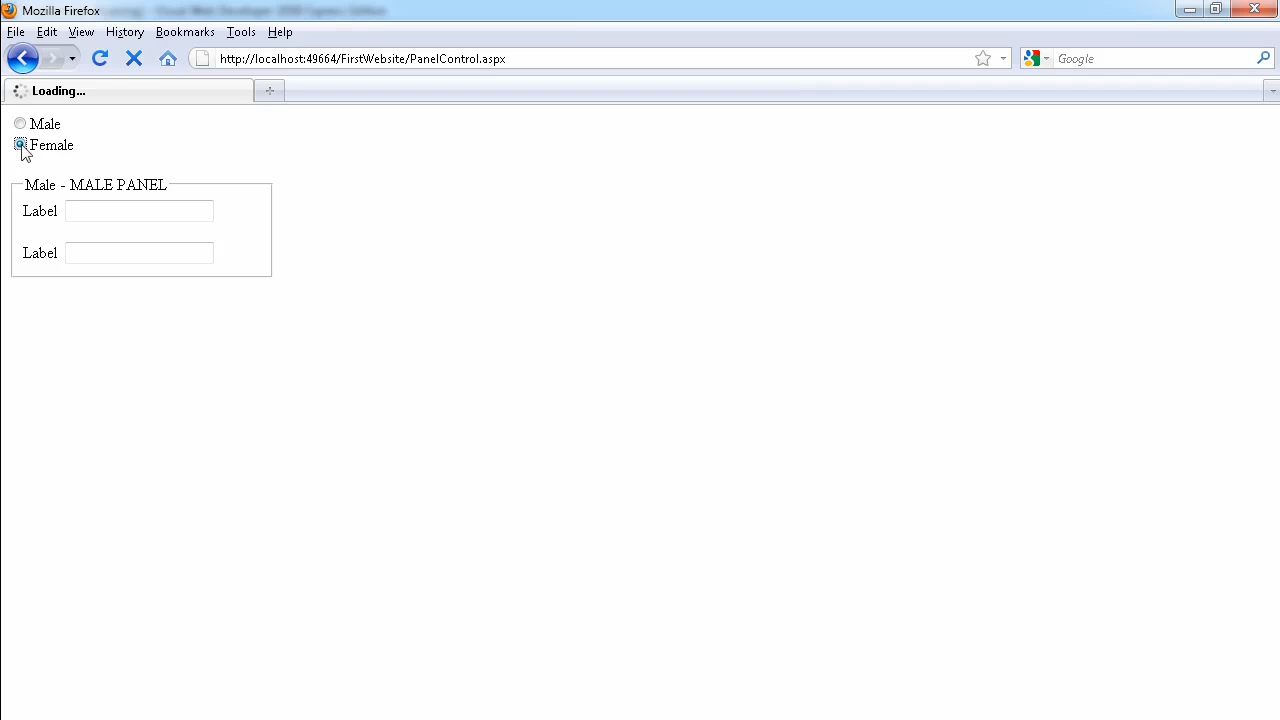 Mozilla Firefox
File Edit View History Bookmarks Tools Help
http://localhost:49664/FirstWebsite/PanelControl.aspx
Google
Loading...
Male
Female
Male - MALE PANEL
Label
Label